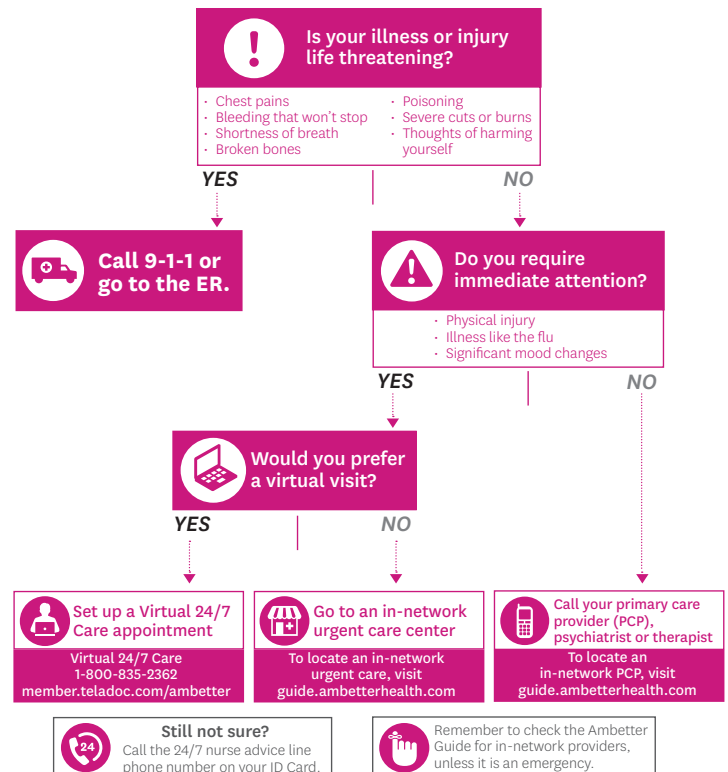 Is your illness or injury
life threatening?
· Chest pains
· Bleeding that won't stop
· Shortness of breath
· Broken bones
· Poisoning
· Severe cuts or burns
· Thoughts of harming
yourself
YES
NO
Call 9-1-1 or
go to the ER.
Do you require
immediate attention?
· Physical injury
· Illness like the flu
· Significant mood changes
YES
NO
Would you prefer
a virtual visit?
YES
NO
Set up a Virtual 24/7
Care appointment
Virtual 24/7 Care
1-800-835-2362
member.teladoc.com/ambetter
Go to an in-network
urgent care center
To locate an in-network
urgent care, visit
guide.ambetterhealth.com
Call your primary care
provider (PCP),
psychiatrist or therapist
To locate an
in-network PCP, visit
guide.ambetterhealth.com
24
Still not sure?
Call the 24/7 nurse advice line
phone number on your ID Card.
Remember to check the Ambetter
Guide for in-network providers,
unless it is an emergency.